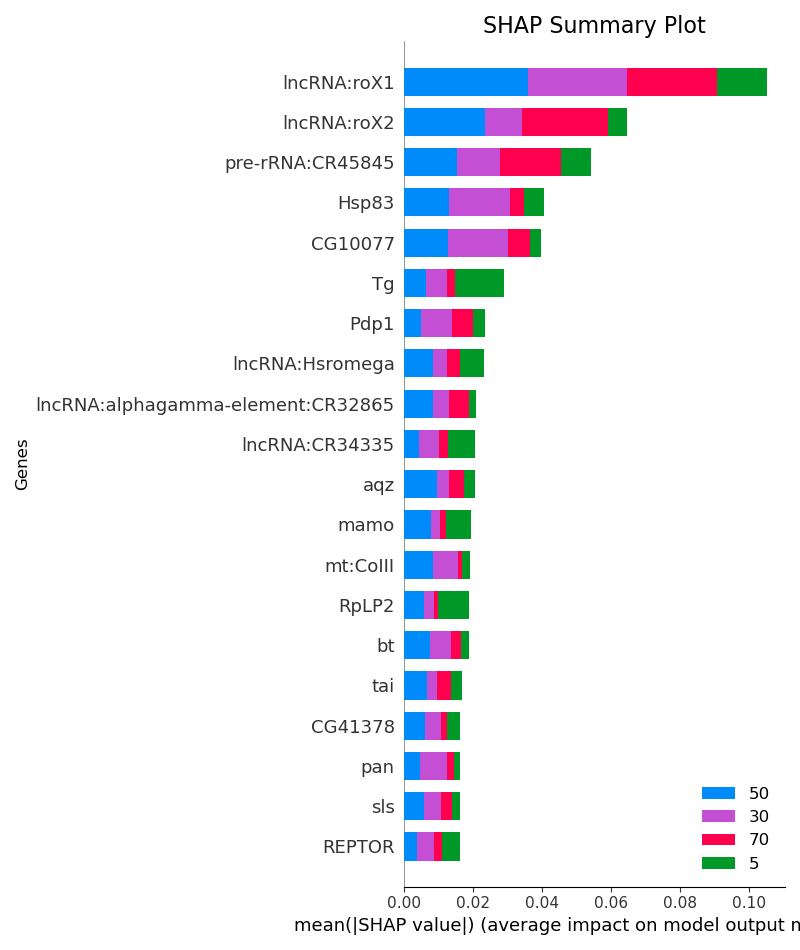 SHAP Summary Plot
lncRNA:roX1
lncRNA:roX2
pre-rRNA:CR45845
Hsp83
CG10077
Tg
Pdp1
lncRNA:Hsromega
lncRNA:alphagamma-element:CR32865
lncRNA:CR34335
aqz
mamo
mt:CoIII
RpLP2
bt
tai
CG41378
pan
sls
REPTOR
Genes
50
30
70
5
0.00 0.02 0.04 0.06 0.08 0.10
mean(|SHAP value|) (average impact on model output